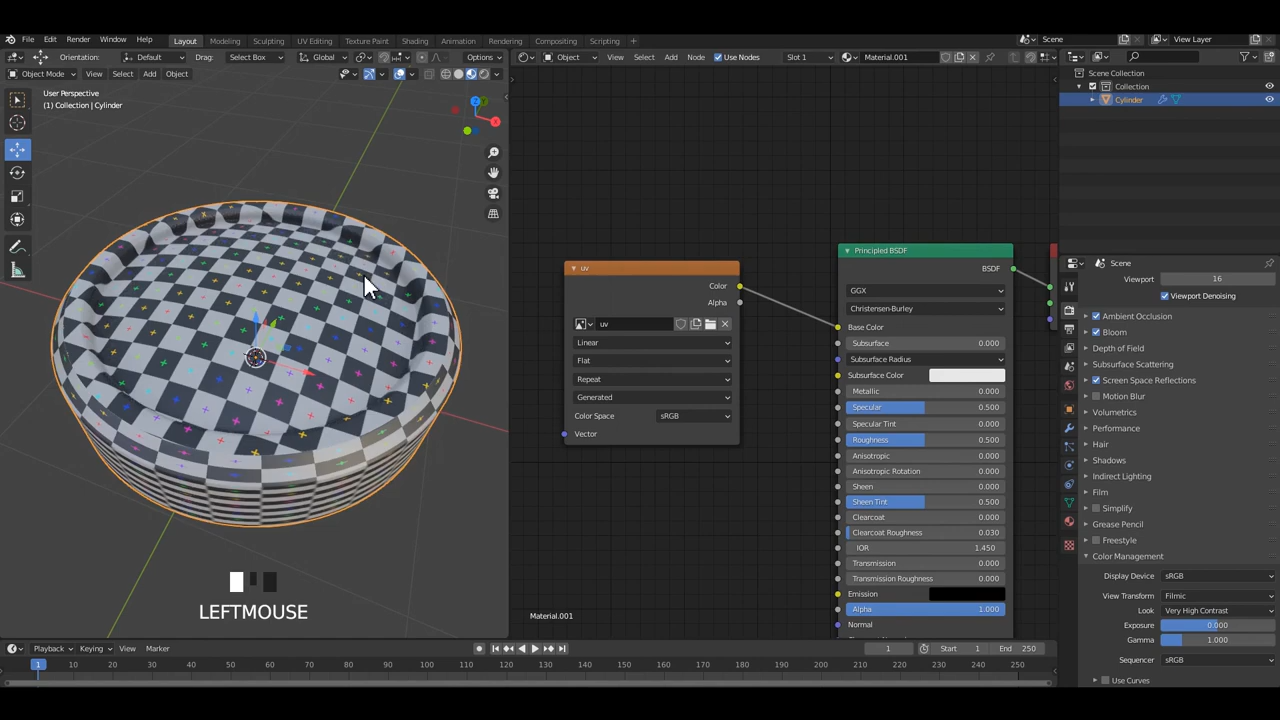 File Edit Render Window Help Layout Modeling Sculpting UV Editing Texture Paint Shading Animation Rendering Compositing Scripting + Scene View Layer
Orientation: Default Drag: Select Box Global Options Object View Select Add Node Use Nodes Slot 1 Material.001
Object Mode View Select Add Object
User Perspective
(1) Collection | Cylinder
Scene Collection
Collection
Cylinder
uv
Color
Alpha
uv
Linear
Flat
Repeat
Generated
Color Space sRGB
Vector
Principled BSDF
BSDF
GGX
Christensen-Burley
Base Color
Subsurface 0.000
Subsurface Radius
Subsurface Color
Metallic 0.000
Specular 0.500
Specular Tint 0.000
Roughness 0.500
Anisotropic 0.000
Anisotropic Rotation 0.000
Sheen 0.000
Sheen Tint 0.500
Clearcoat 0.000
Clearcoat Roughness 0.030
IOR 1.450
Transmission 0.000
Transmission Roughness 0.000
Emission
Alpha 1.000
Normal
Material.001
Scene
Viewport 16
Viewport Denoising
Ambient Occlusion
Bloom
Depth of Field
Subsurface Scattering
Screen Space Reflections
Motion Blur
Volumetrics
Performance
Hair
Shadows
Indirect Lighting
Film
Simplify
Grease Pencil
Freestyle
Color Management
Display Device sRGB
View Transform Filmic
Look Very High Contrast
Exposure 0.000
Gamma 1.000
Sequencer sRGB
Use Curves
LEFTMOUSE
Playback Keying View Marker 1 Start 1 End 250
1 10 20 30 40 50 60 70 80 90 100 110 120 130 140 150 160 170 180 190 200 210 220 230 240 250